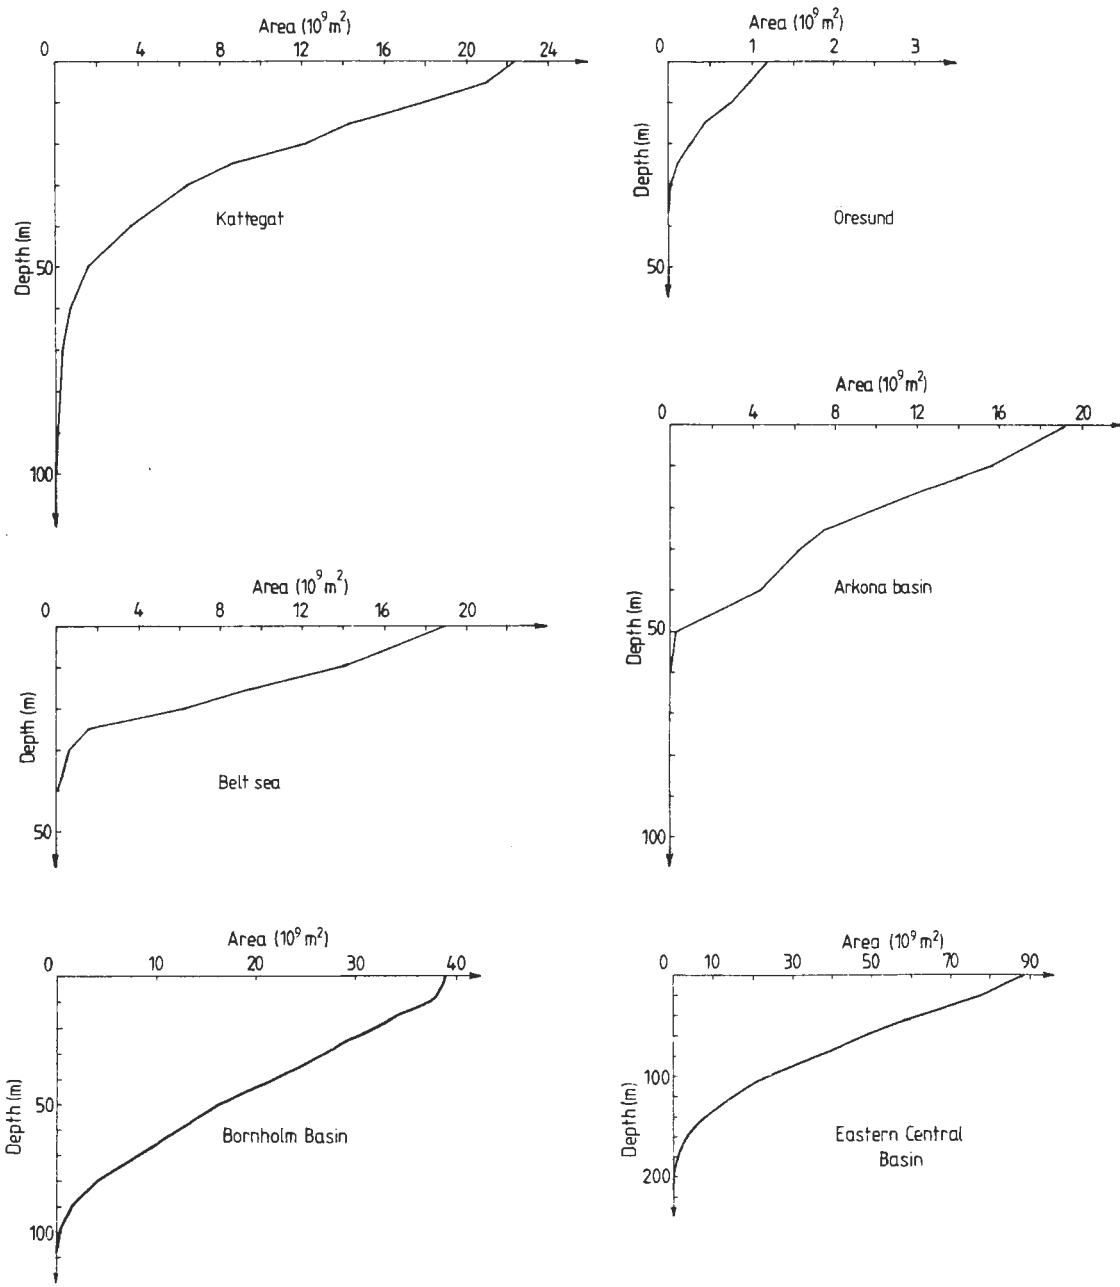 Area (10⁹ m²)
0 4 8 12 16 20 24
Depth (m)
50
100
Kattegat
Area (10⁹ m²)
0 1 2 3
Depth (m)
50
Öresund
Area (10⁹ m²)
0 4 8 12 16 20
Depth (m)
50
100
Arkona basin
Area (10⁹ m²)
0 4 8 12 16 20
Depth (m)
50
Belt sea
Area (10⁹ m²)
0 10 20 30 40
Depth (m)
50
100
Bornholm Basin
Area (10⁹ m²)
0 10 30 50 70 90
Depth (m)
100
200
Eastern Central
Basin